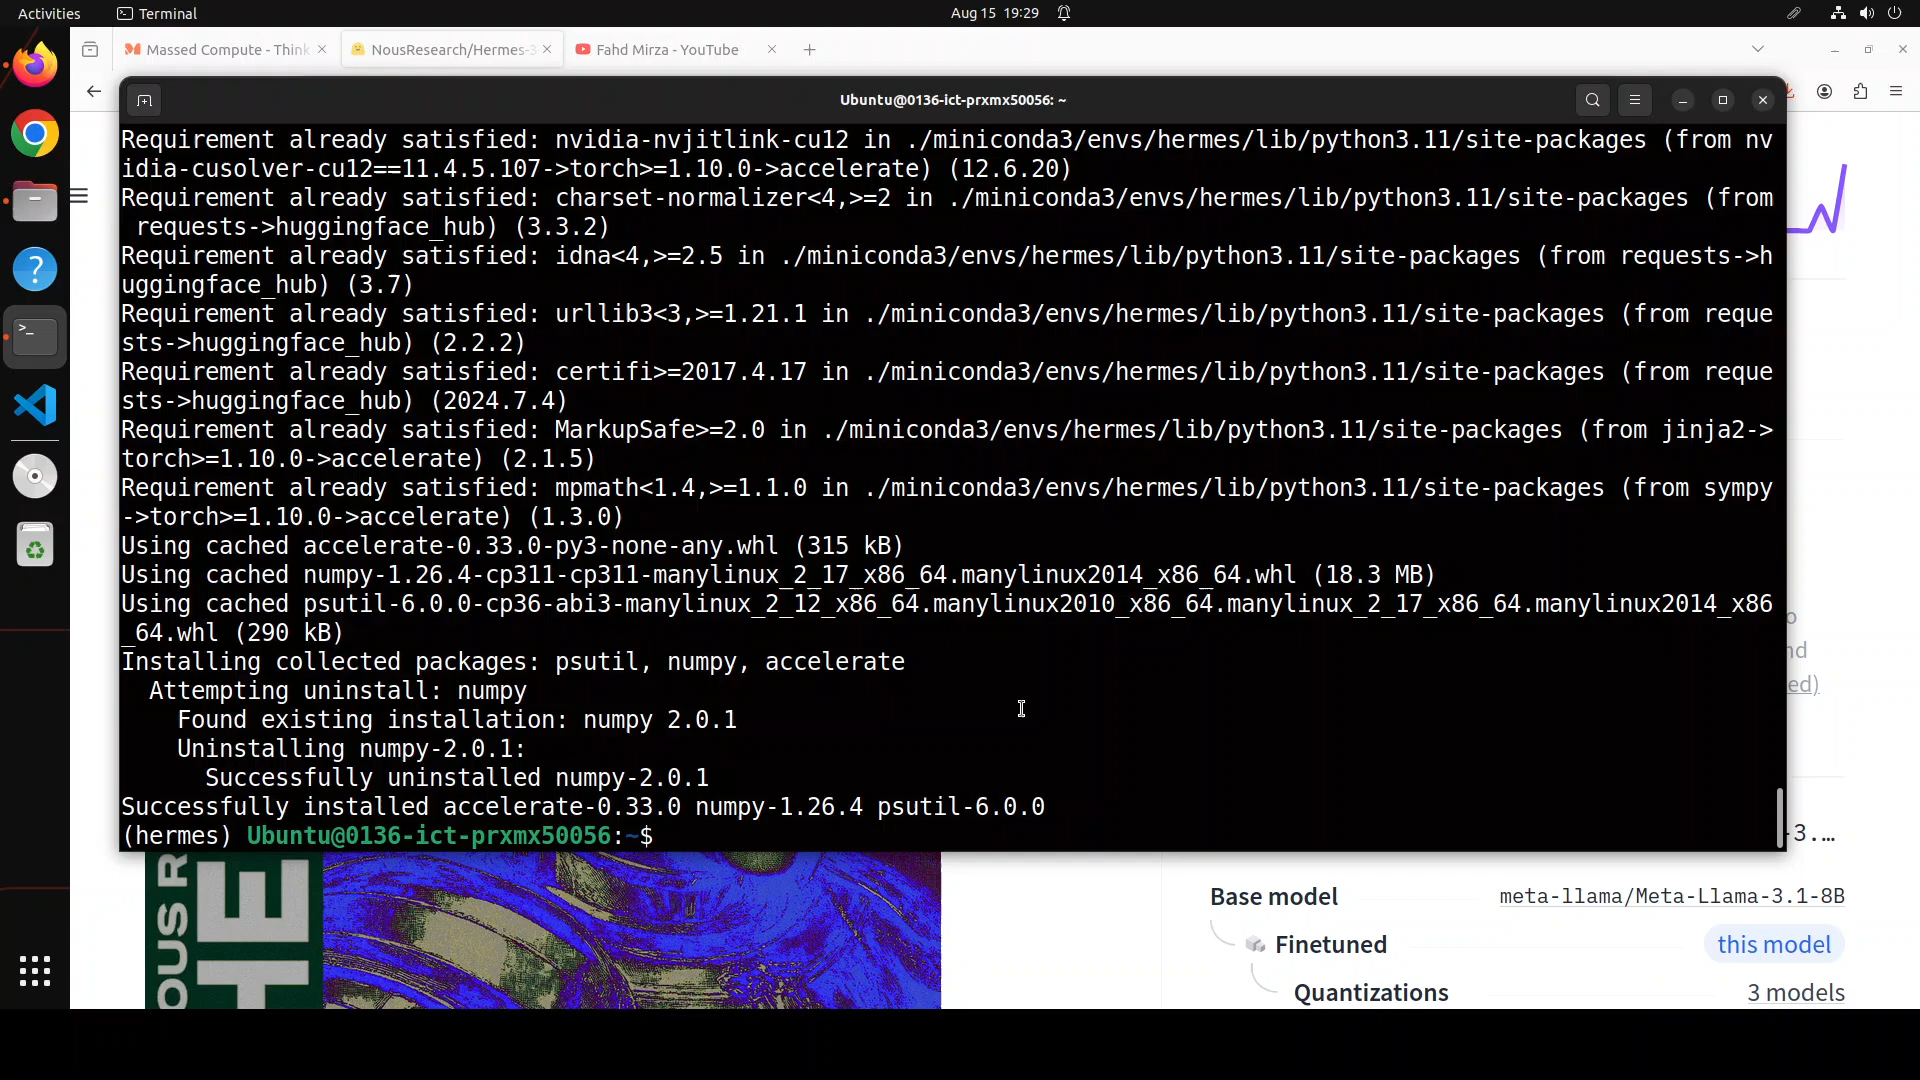 Activities
Terminal
Aug 15 19:29
Massed Compute - Think
NousResearch/Hermes-3
Fahd Mirza - YouTube
Ubuntu@0136-ict-prxmx50056: ~
Requirement already satisfied: nvidia-nvjitlink-cu12 in ./miniconda3/envs/hermes/lib/python3.11/site-packages (from nv
idia-cusolver-cu12==11.4.5.107->torch>=1.10.0->accelerate) (12.6.20)
Requirement already satisfied: charset-normalizer<4,>=2 in ./miniconda3/envs/hermes/lib/python3.11/site-packages (from
 requests->huggingface_hub) (3.3.2)
Requirement already satisfied: idna<4,>=2.5 in ./miniconda3/envs/hermes/lib/python3.11/site-packages (from requests->h
uggingface_hub) (3.7)
Requirement already satisfied: urllib3<3,>=1.21.1 in ./miniconda3/envs/hermes/lib/python3.11/site-packages (from reque
sts->huggingface_hub) (2.2.2)
Requirement already satisfied: certifi>=2017.4.17 in ./miniconda3/envs/hermes/lib/python3.11/site-packages (from reque
sts->huggingface_hub) (2024.7.4)
Requirement already satisfied: MarkupSafe>=2.0 in ./miniconda3/envs/hermes/lib/python3.11/site-packages (from jinja2->
torch>=1.10.0->accelerate) (2.1.5)
Requirement already satisfied: mpmath<1.4,>=1.1.0 in ./miniconda3/envs/hermes/lib/python3.11/site-packages (from sympy
->torch>=1.10.0->accelerate) (1.3.0)
Using cached accelerate-0.33.0-py3-none-any.whl (315 kB)
Using cached numpy-1.26.4-cp311-cp311-manylinux_2_17_x86_64.manylinux2014_x86_64.whl (18.3 MB)
Using cached psutil-6.0.0-cp36-abi3-manylinux_2_12_x86_64.manylinux2010_x86_64.manylinux_2_17_x86_64.manylinux2014_x86
_64.whl (290 kB)
Installing collected packages: psutil, numpy, accelerate
  Attempting uninstall: numpy
    Found existing installation: numpy 2.0.1
    Uninstalling numpy-2.0.1:
      Successfully uninstalled numpy-2.0.1
Successfully installed accelerate-0.33.0 numpy-1.26.4 psutil-6.0.0
(hermes) Ubuntu@0136-ict-prxmx50056:~$
ed)
-3.…
OUS R
HE
Base model meta-llama/Meta-Llama-3.1-8B
Finetuned this model
Quantizations 3 models